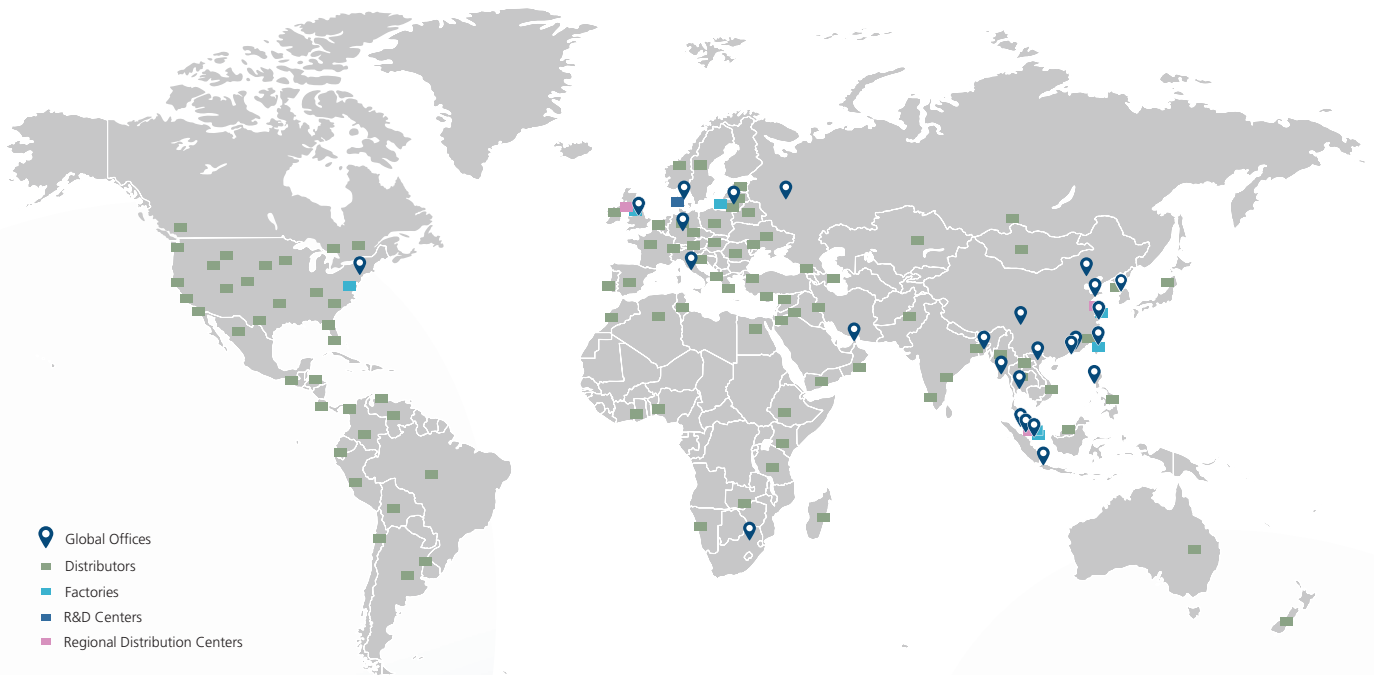 Global Offices
Distributors
Factories
R&D Centers
Regional Distribution Centers